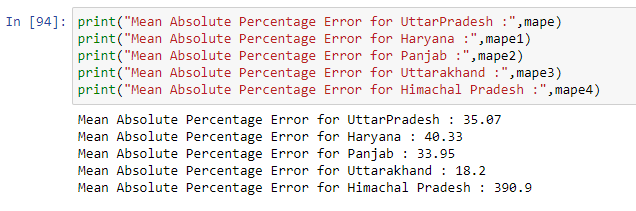 In [94]: print("Mean Absolute Percentage Error for UttarPradesh :",mape)
print("Mean Absolute Percentage Error for Haryana :",mape1)
print("Mean Absolute Percentage Error for Panjab :",mape2)
print("Mean Absolute Percentage Error for Uttarakhand :",mape3)
print("Mean Absolute Percentage Error for Himachal Pradesh :",mape4)
Mean Absolute Percentage Error for UttarPradesh : 35.07
Mean Absolute Percentage Error for Haryana : 40.33
Mean Absolute Percentage Error for Panjab : 33.95
Mean Absolute Percentage Error for Uttarakhand : 18.2
Mean Absolute Percentage Error for Himachal Pradesh : 390.9